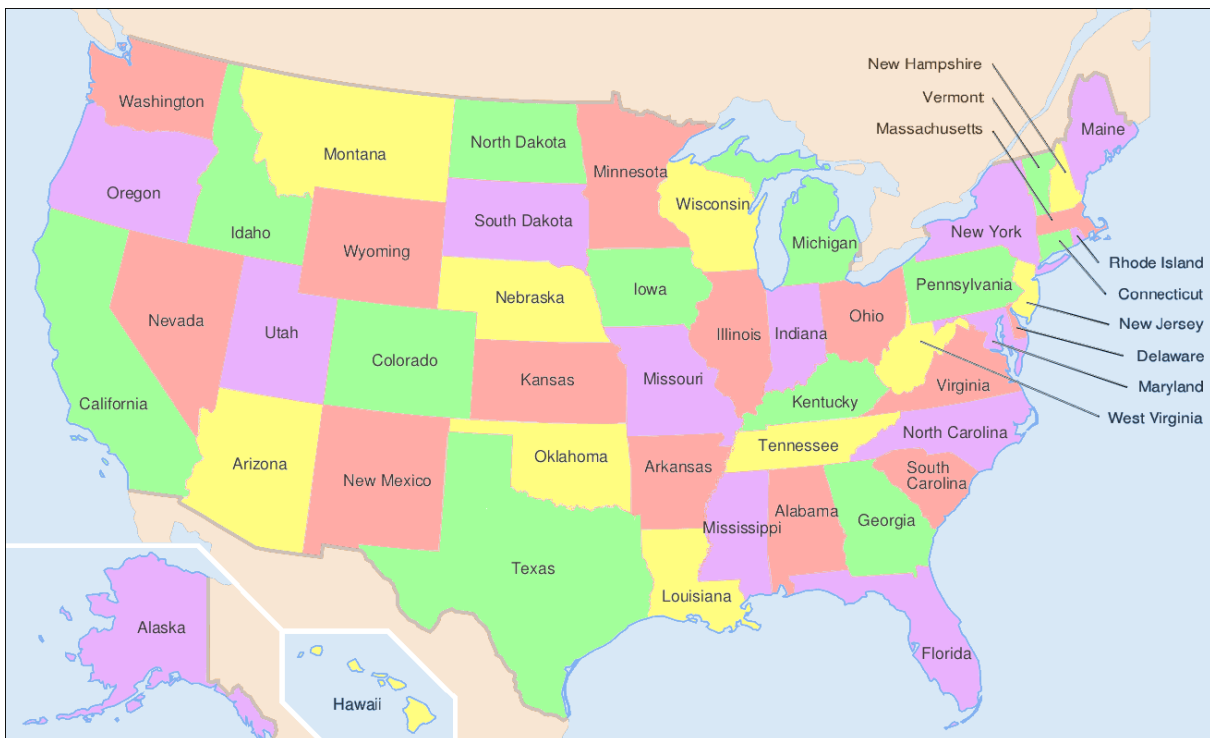 New Hampshire
Vermont
Massachusetts
Washington
Maine
Montana
North Dakota
Minnesota
Oregon
Wisconsin
South Dakota
Idaho
New York
Michigan
Wyoming
Rhode Island
Pennsylvania
Iowa
Connecticut
Nebraska
Ohio
Nevada
New Jersey
Utah
Illinois
Indiana
Colorado
Delaware
Kansas
Missouri
Virginia
Maryland
California
Kentucky
West Virginia
North Carolina
Tennessee
Oklahoma
Arizona
Arkansas
South
Carolina
New Mexico
Alabama
Georgia
Mississippi
Texas
Louisiana
Alaska
Florida
Hawaii